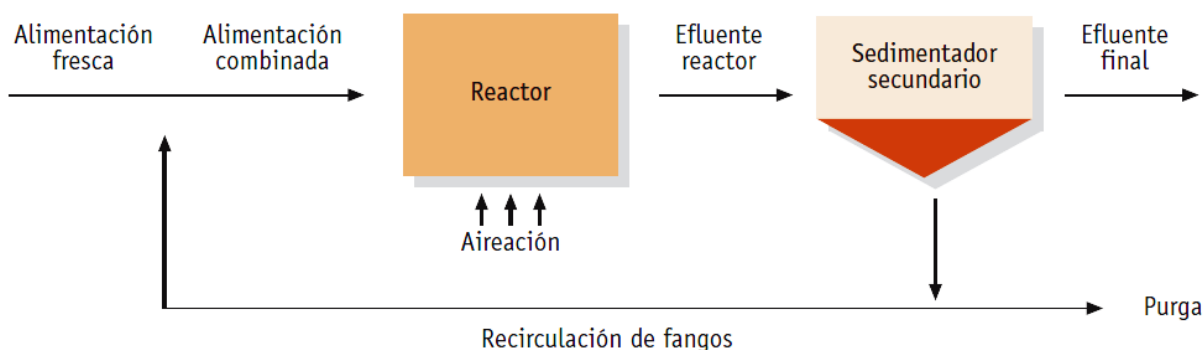 Alimentación
fresca
Alimentación
combinada
Reactor
Efluente
reactor
Sedimentador
secundario
Efluente
final
Aireación
Purga
Recirculación de fangos